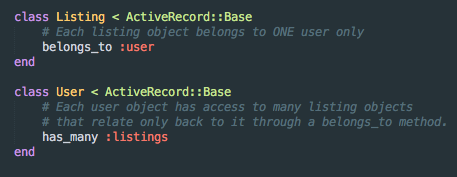 class Listing < ActiveRecord::Base
    # Each listing object belongs to ONE user only
    belongs_to :user
end
class User < ActiveRecord::Base
    # Each user object has access to many listing objects
    # that relate only back to it through a belongs_to method.
    has_many :listings
end